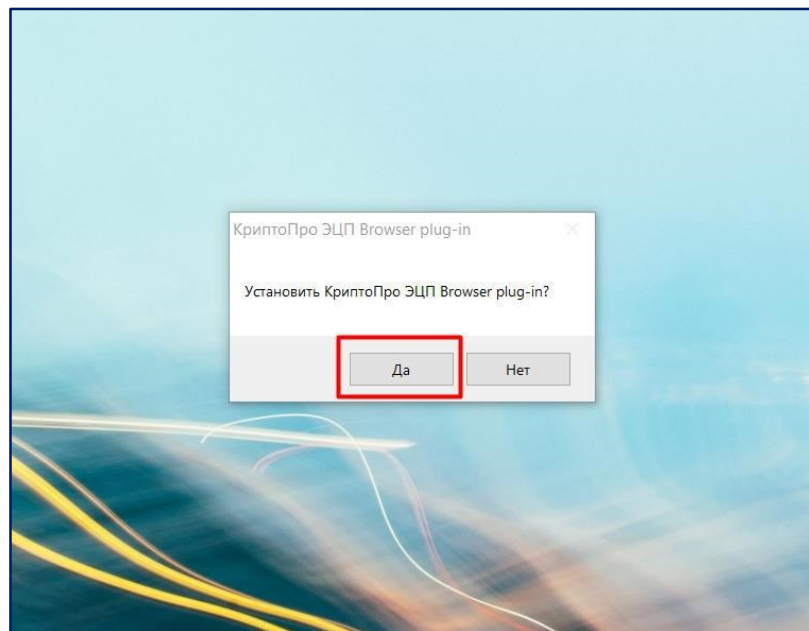 КриптоПро ЭЦП Browser plug-in
Установить КриптоПро ЭЦП Browser plug-in?
Да
Нет